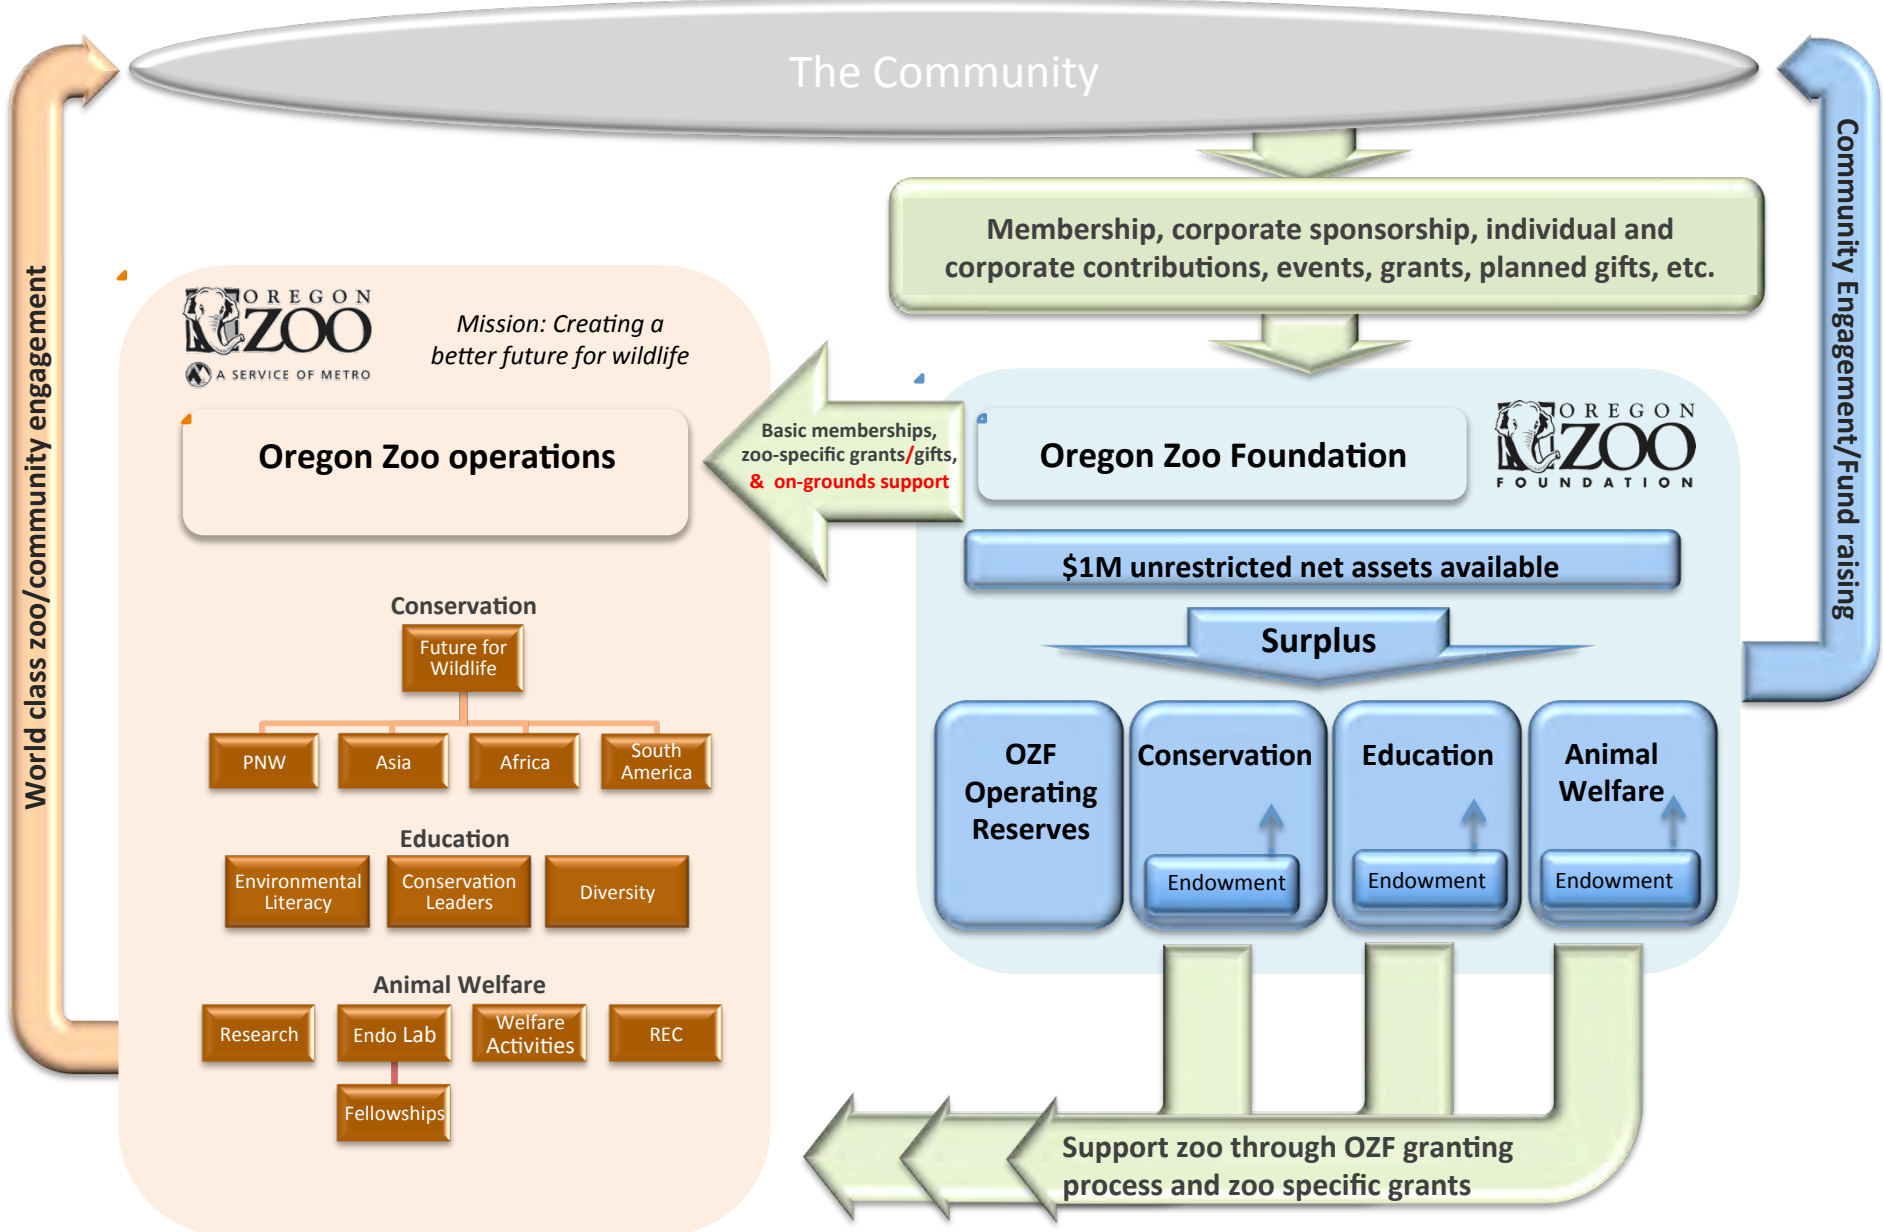 The Community
World class zoo/community engagement
Community Engagement/Fund raising
Membership, corporate sponsorship, individual and
corporate contributions, events, grants, planned gifts, etc.
OREGON
ZOO
A SERVICE OF METRO
Mission: Creating a
better future for wildlife
Oregon Zoo operations
Basic memberships,
zoo-specific grants/gifts,
& on-grounds support
Oregon Zoo Foundation
OREGON
ZOO
FOUNDATION
$1M unrestricted net assets available
Surplus
OZF
Operating
Reserves
Conservation
Endowment
Education
Endowment
Animal
Welfare
Endowment
Conservation
Future for
Wildlife
PNW
Asia
Africa
South
America
Education
Environmental
Literacy
Conservation
Leaders
Diversity
Animal Welfare
Research
Endo Lab
Welfare
Activities
REC
Fellowships
Support zoo through OZF granting
process and zoo specific grants